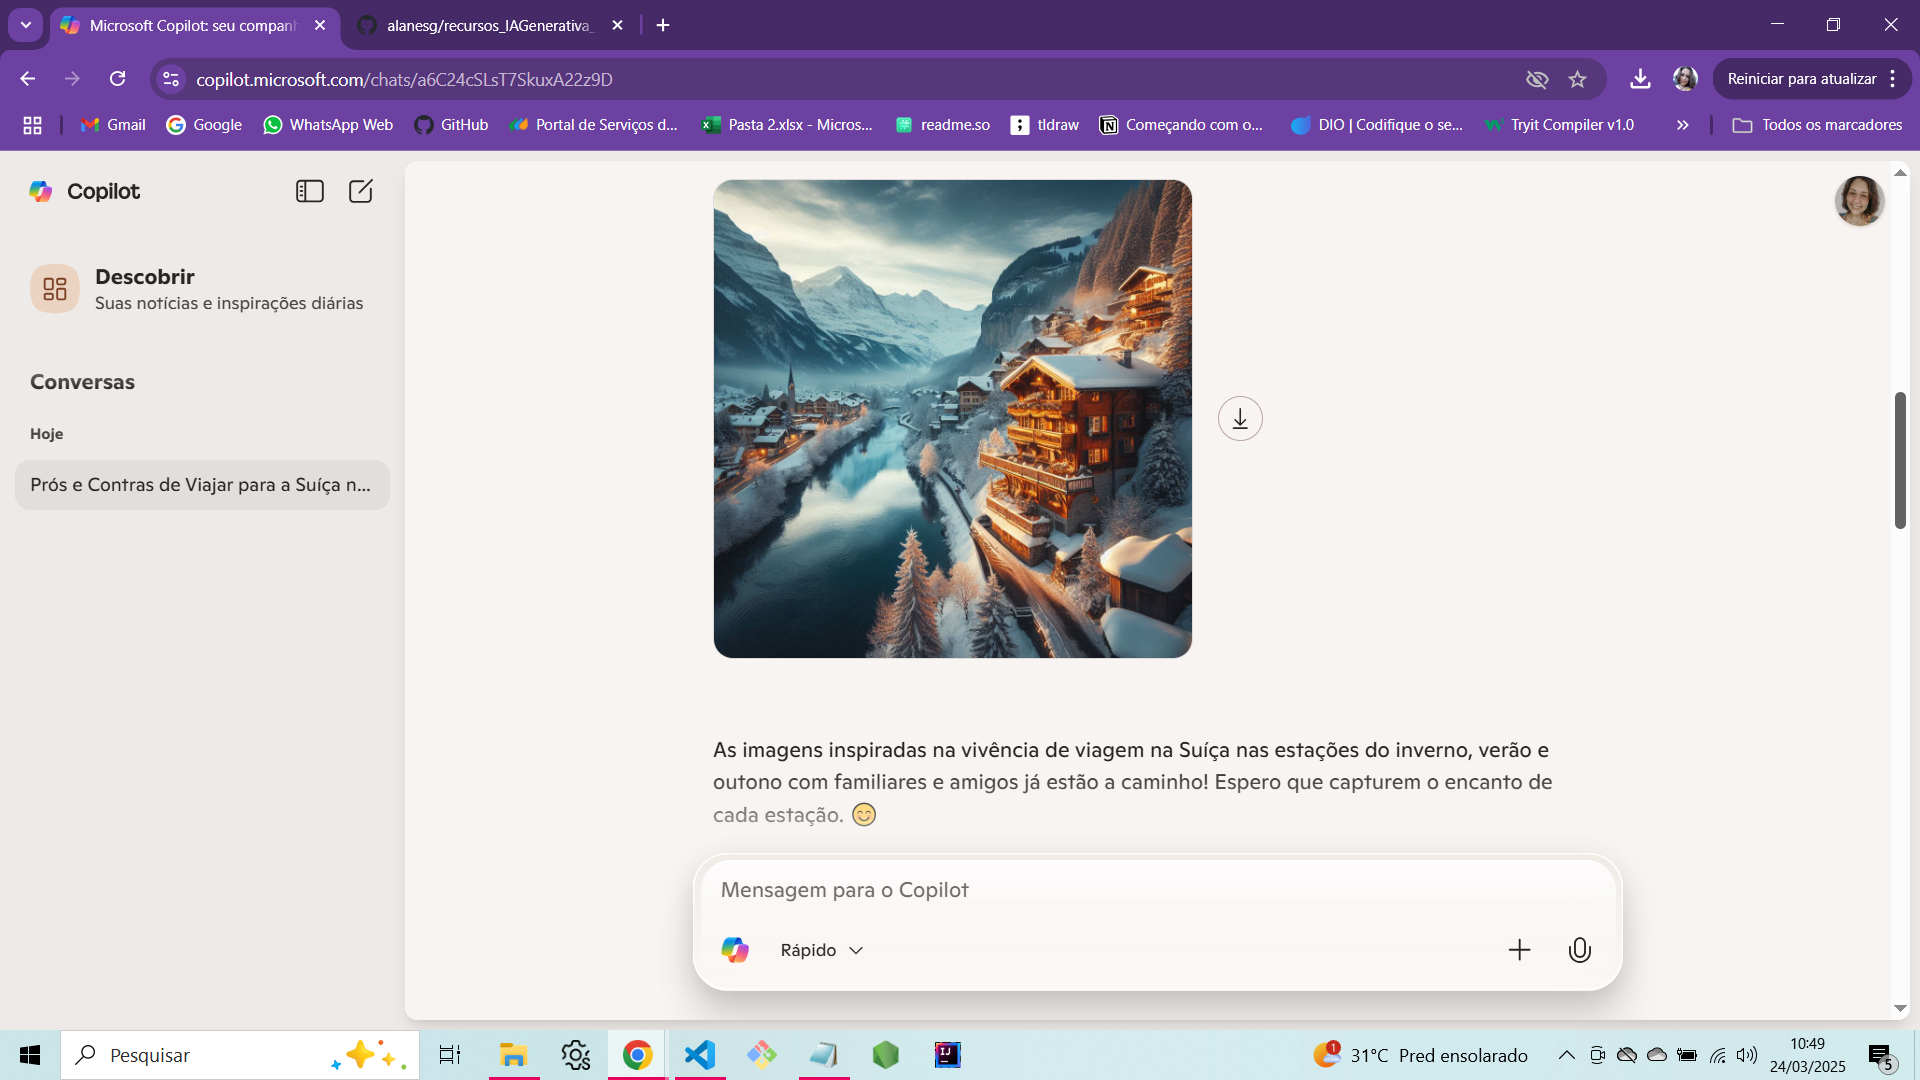 Microsoft Copilot: seu companh
alanesg/recursos_IAGenerativa_
copilot.microsoft.com/chats/a6C24cSLsT7SkuxA22z9D
Reiniciar para atualizar
Gmail
Google
WhatsApp Web
GitHub
Portal de Serviços d...
Pasta 2.xlsx - Micros...
readme.so
tldraw
Começando com o...
DIO | Codifique o se...
Tryit Compiler v1.0
Todos os marcadores
Copilot
Descobrir
Suas notícias e inspirações diárias
Conversas
Hoje
Prós e Contras de Viajar para a Suíça n...
As imagens inspiradas na vivência de viagem na Suíça nas estações do inverno, verão e
outono com familiares e amigos já estão a caminho! Espero que capturem o encanto de
cada estação. 😊
Mensagem para o Copilot
Rápido
Pesquisar
1
31°C Pred ensolarado
10:49
24/03/2025
5